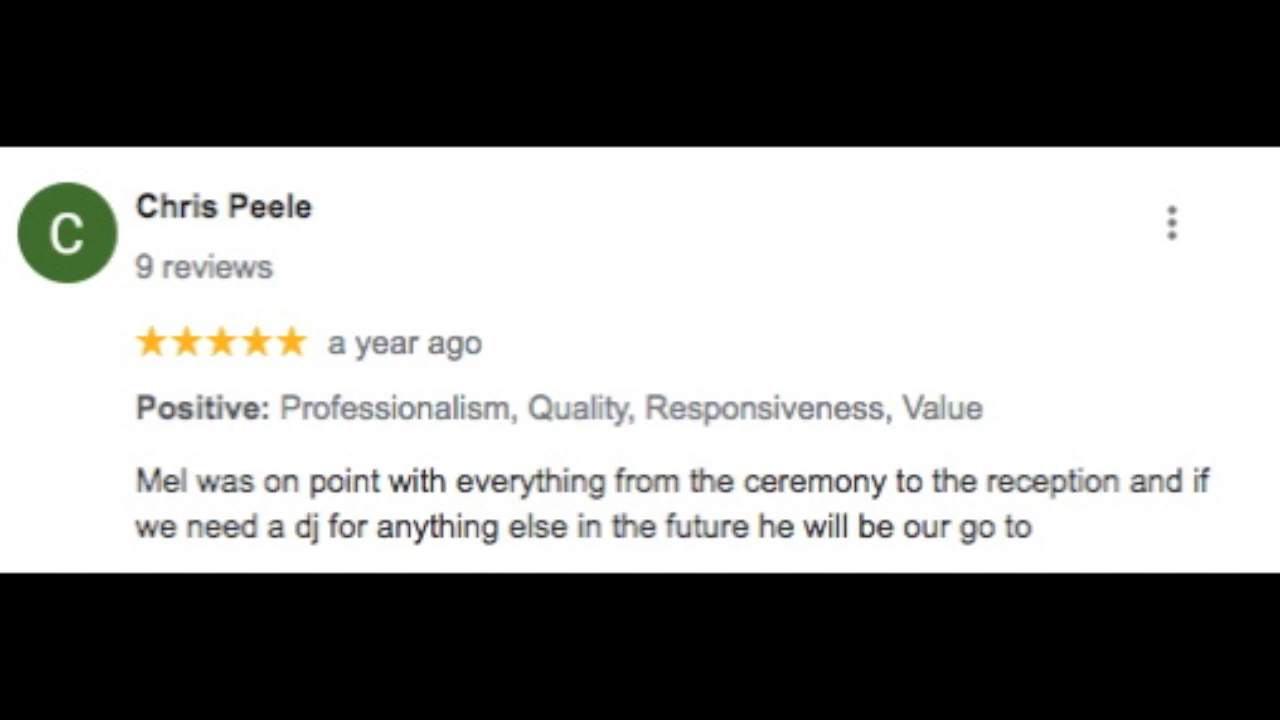 C
Chris Peele
9 reviews
★★★★★ a year ago
Positive: Professionalism, Quality, Responsiveness, Value
Mel was on point with everything from the ceremony to the reception and if
we need a dj for anything else in the future he will be our go to